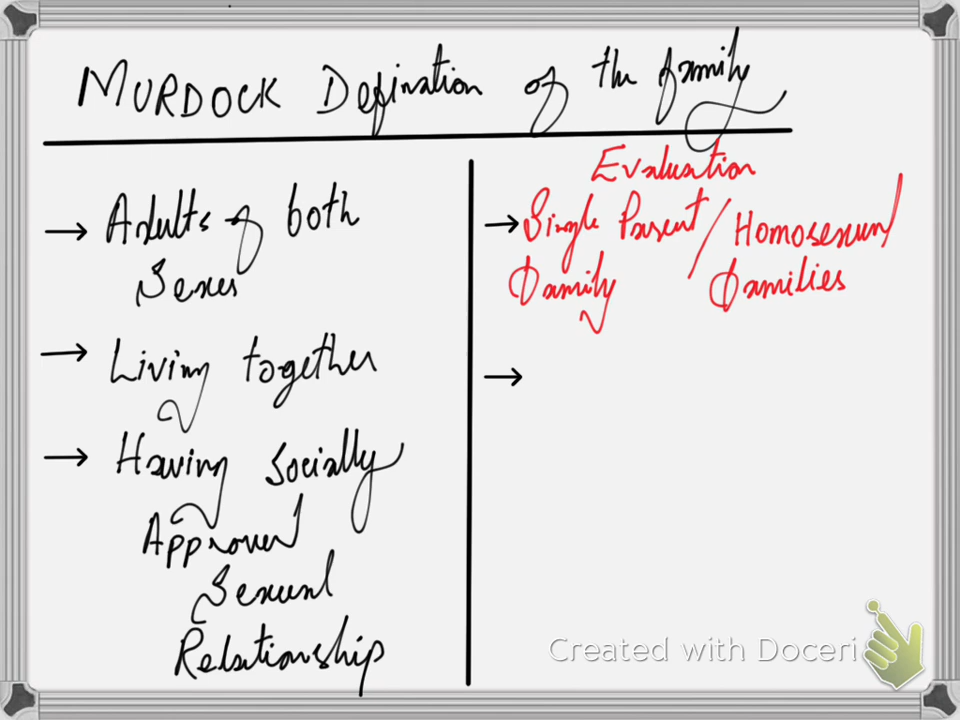 MURDOCK Defination of the family
→ Adults of both
Sexes
→ Living together
→ Having Socially
Approved
Sexual
Relationship
Evaluation
→ Single Parent / Homosexual
Family families
→
Created with Doceri